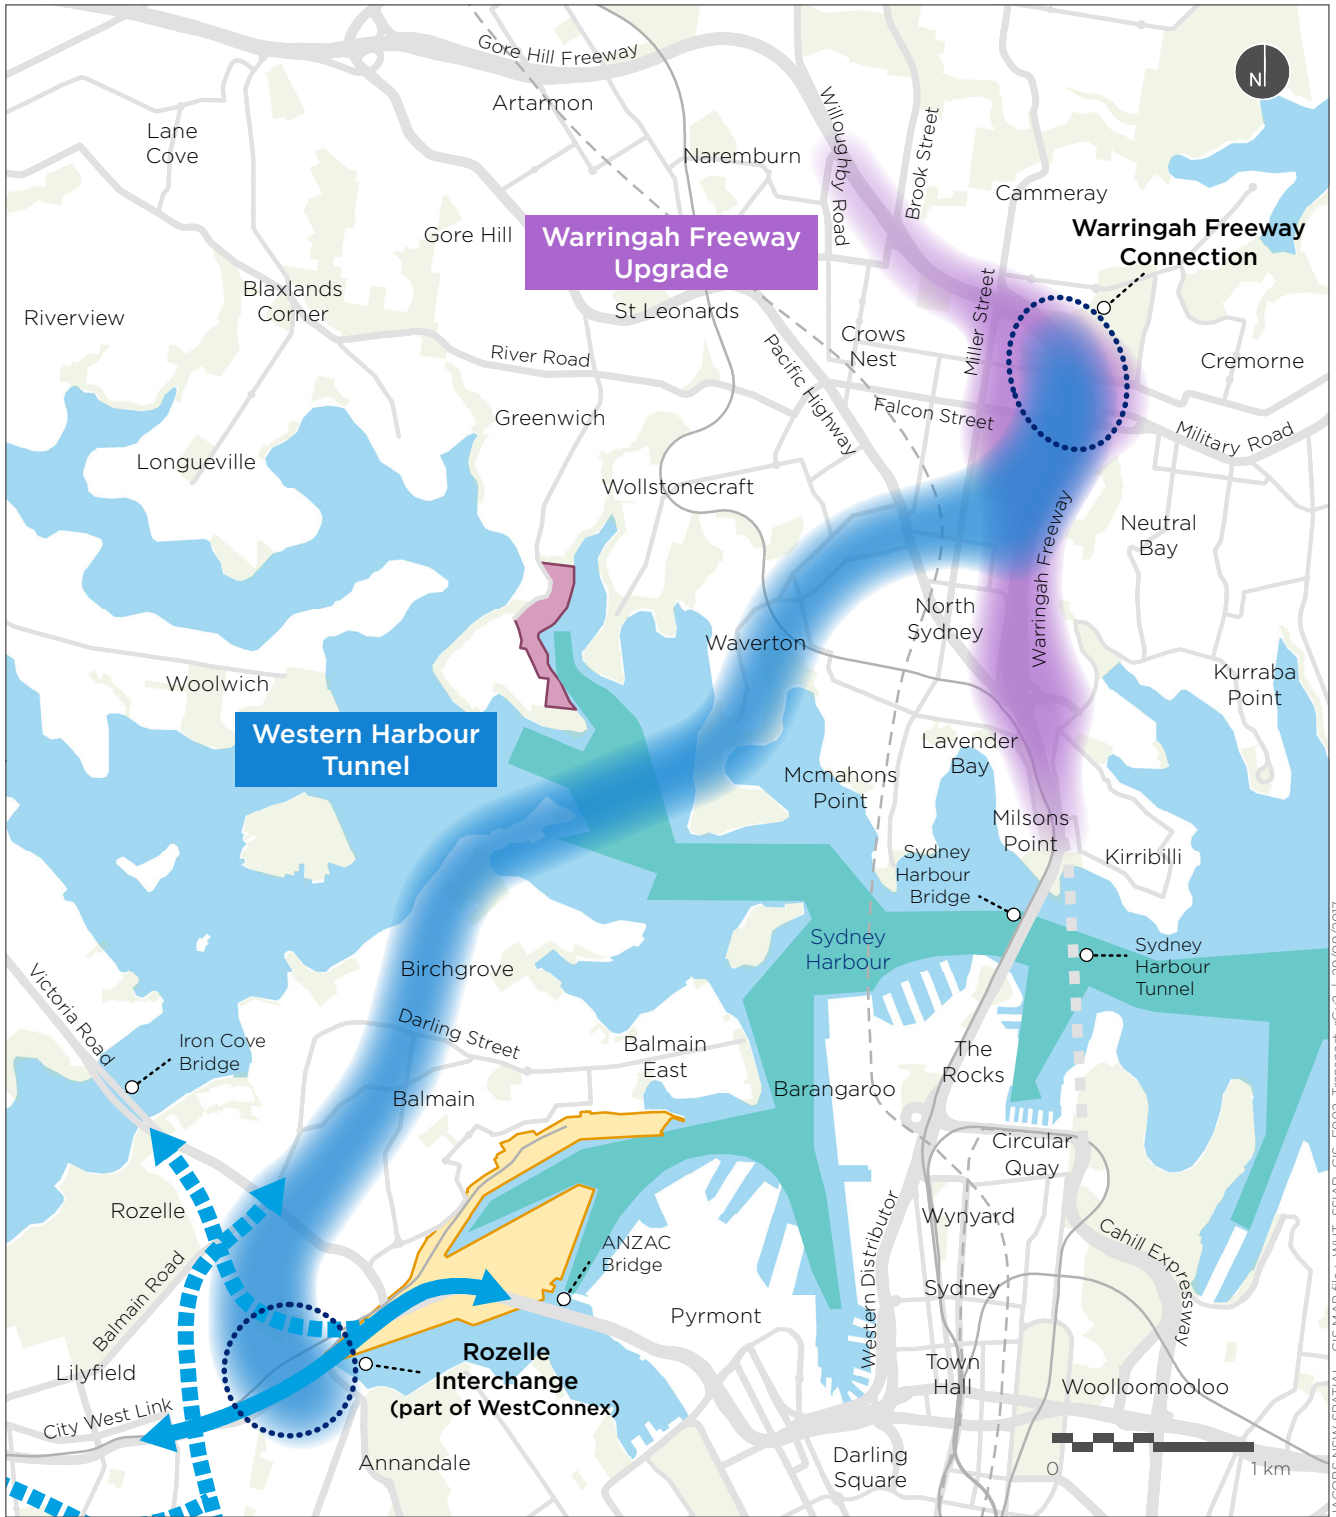 Gore Hill Freeway
N
Artarmon
Willoughby Road
Brook Street
Lane
Cove
Naremburn
Cammeray
Warringah Freeway
Connection
Gore Hill
Warringah Freeway
Upgrade
Blaxlands
Corner
Riverview
St Leonards
Miller Street
Crows
Nest
River Road
Pacific Highway
Cremorne
Greenwich
Falcon Street
Military Road
Longueville
Wollstonecraft
Warringah Freeway
Neutral
Bay
North
Sydney
Waverton
Woolwich
Kurraba
Point
Western Harbour
Tunnel
Lavender
Bay
Mcmahons
Point
Milsons
Point
Kirribilli
Sydney
Harbour
Bridge
Sydney
Harbour
Sydney
Harbour
Tunnel
Birchgrove
Victoria Road
Darling Street
Iron Cove
Bridge
Balmain
East
The
Rocks
Balmain
Barangaroo
Circular
Quay
Rozelle
Wynyard
Western Distributor
Cahill Expressway
ANZAC
Bridge
Balmain Road
Sydney
Pyrmont
Rozelle
Interchange
(part of WestConnex)
Lilyfield
Town
Hall
Woolloomooloo
City West Link
Annandale
Darling
Square
0
1 km